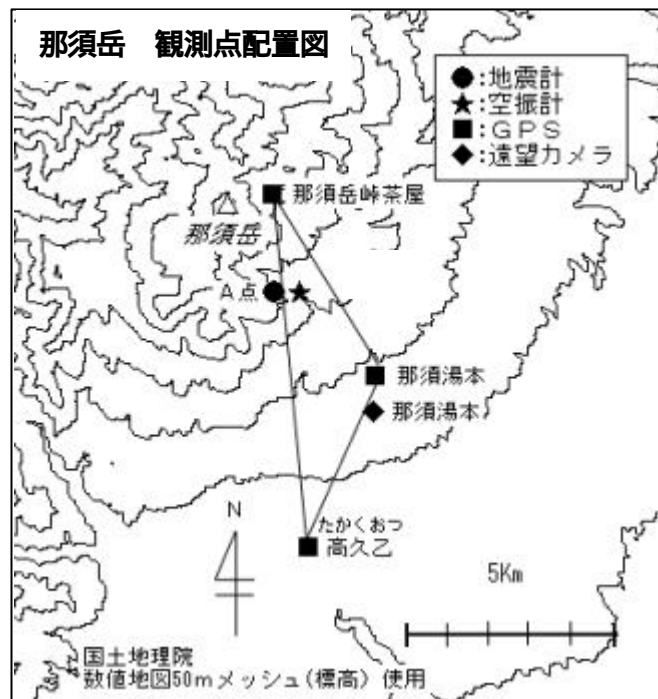 那須岳　観測点配置図
●:地震計
★:空振計
■:ＧＰＳ
◆:遠望カメラ
那須岳峠茶屋
那須岳
Ａ点
那須湯本
那須湯本
たかくおつ
高久乙
N
5Km
国土地理院
数値地図50ｍメッシュ(標高) 使用